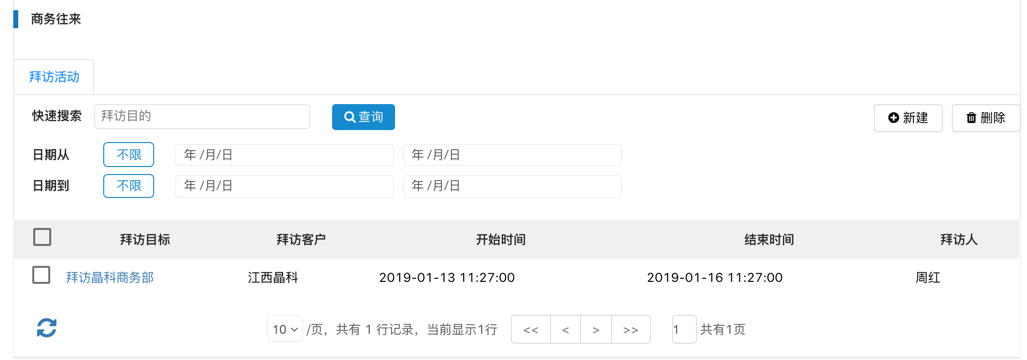 商务往来
拜访活动
快速搜索 拜访目的 查询 新建 删除
日期从 不限 年 /月/日 年 /月/日
日期到 不限 年 /月/日 年 /月/日
拜访目标 拜访客户 开始时间 结束时间 拜访人
拜访晶科商务部 江西晶科 2019-01-13 11:27:00 2019-01-16 11:27:00 周红
10 /页，共有 1 行记录，当前显示1行 << < > >> 1 共有1页